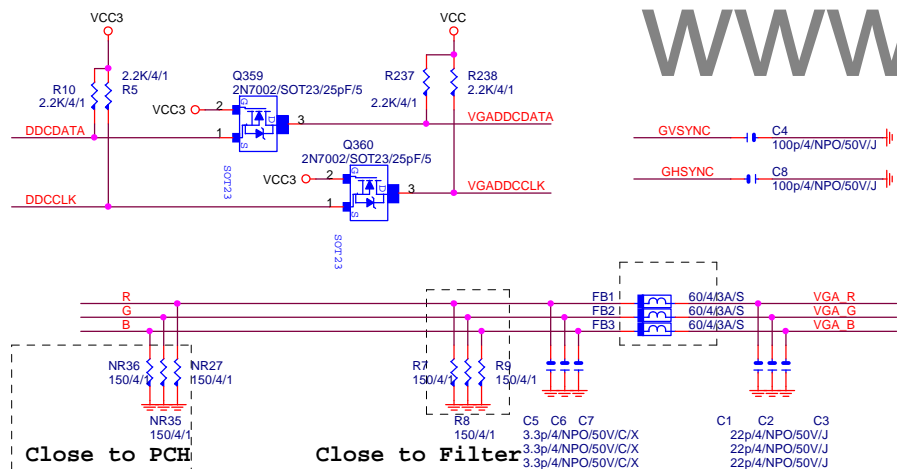 VCC3
VCC
WWW
2.2K/4/1
R10
R5
2.2K/4/1
Q359
2N7002/SOT23/25pF/5
R237
R238
2.2K/4/1
2.2K/4/1
VCC3
2
G
D
S
1
3
DDCDATA
VGADDCDATA
GVSYNC
C4
100p/4/NPO/50V/J
SOT23
Q360
2N7002/SOT23/25pF/5
VCC3
2
G
D
S
1
3
DDCCLK
VGADDCCLK
GHSYNC
C8
100p/4/NPO/50V/J
SOT23
R
G
B
FB1
FB2
FB3
60/4/3A/S
60/4/3A/S
60/4/3A/S
VGA_R
VGA_G
VGA_B
NR36
150/4/1
NR27
150/4/1
NR35
150/4/1
R7
150/4/1
R9
150/4/1
R8
150/4/1
C5 C6 C7
3.3p/4/NPO/50V/C/X
3.3p/4/NPO/50V/C/X
3.3p/4/NPO/50V/C/X
C1 C2 C3
22p/4/NPO/50V/J
22p/4/NPO/50V/J
22p/4/NPO/50V/J
Close to PCH
Close to Filter